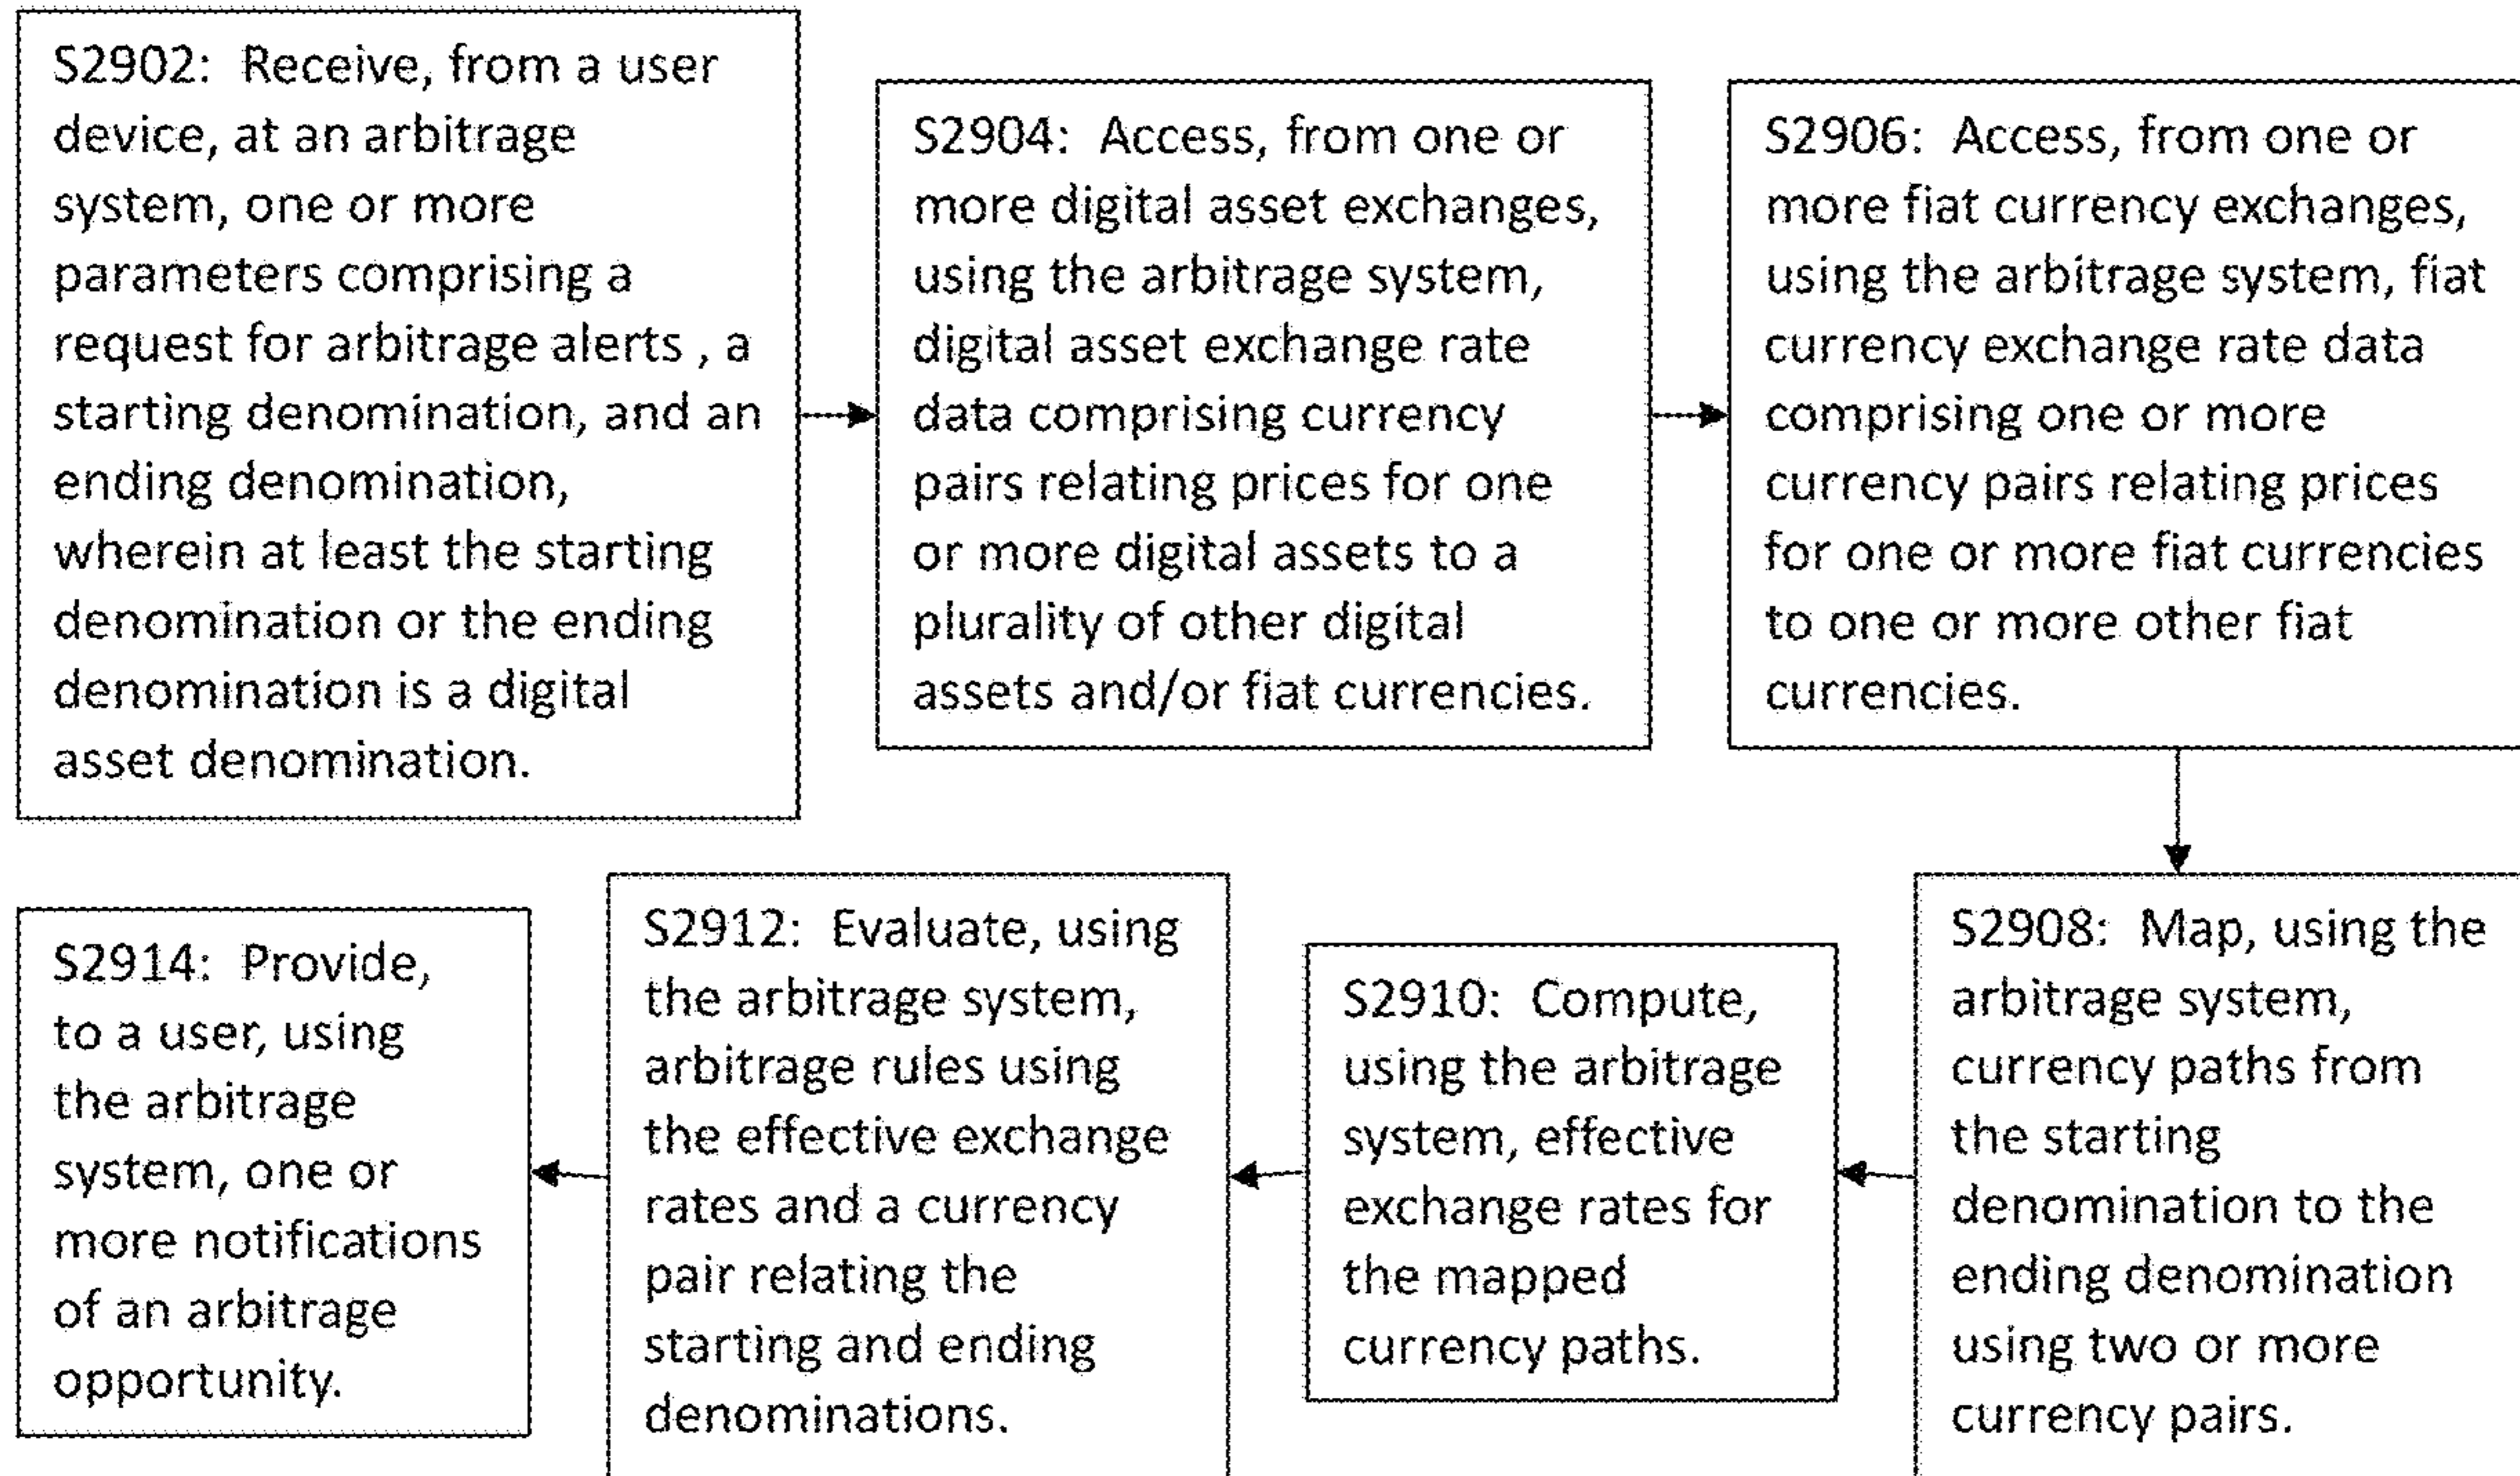 S2902: Receive, from a user
device, at an arbitrage
system, one or more
parameters comprising a
request for arbitrage alerts , a
starting denomination, and an
ending denomination,
wherein at least the starting
denomination or the ending
denomination is a digital
asset denomination.
S2904: Access, from one or
more digital asset exchanges,
using the arbitrage system,
digital asset exchange rate
data comprising currency
pairs relating prices for one
or more digital assets to a
plurality of other digital
assets and/or fiat currencies.
S2906: Access, from one or
more fiat currency exchanges,
using the arbitrage system, fiat
currency exchange rate data
comprising one or more
currency pairs relating prices
for one or more fiat currencies
to one or more other fiat
currencies.
S2908: Map, using the
arbitrage system,
currency paths from
the starting
denomination to the
ending denomination
using two or more
currency pairs.
S2910: Compute,
using the arbitrage
system, effective
exchange rates for
the mapped
currency paths.
S2912: Evaluate, using
the arbitrage system,
arbitrage rules using
the effective exchange
rates and a currency
pair relating the
starting and ending
denominations.
S2914: Provide,
to a user, using
the arbitrage
system, one or
more notifications
of an arbitrage
opportunity.